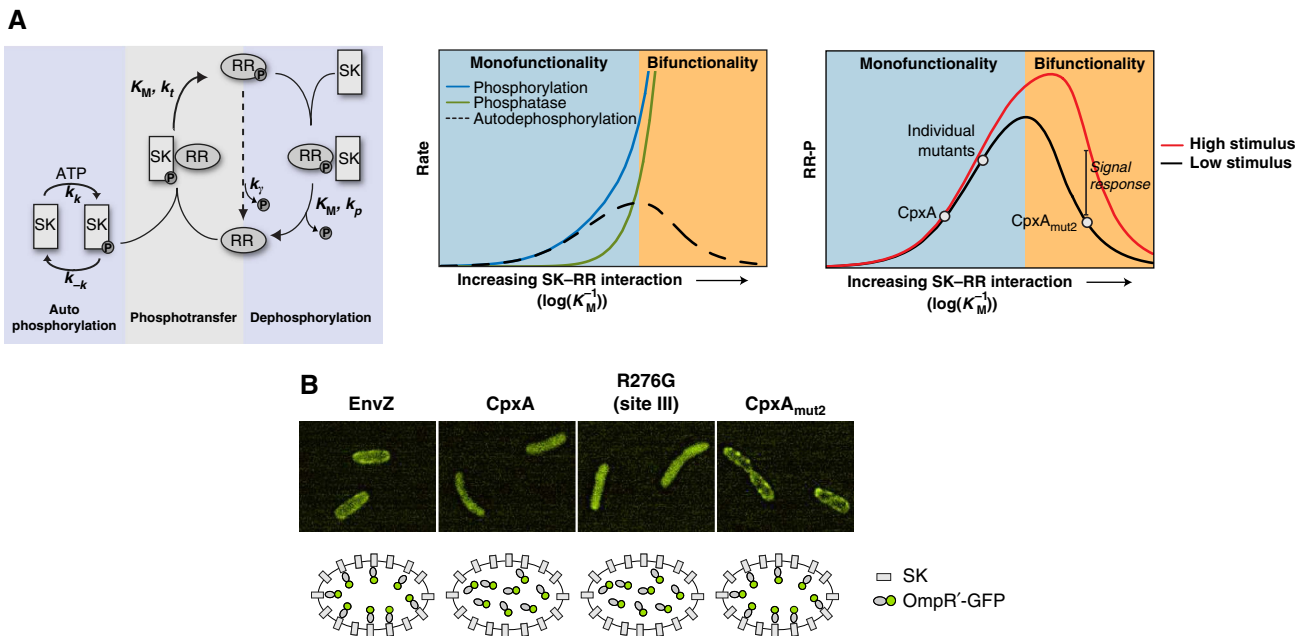 A
RR
P
SK
K_M, k_t
SK
RR
P
RR
P
SK
ATP
k_k
k_γ
P
K_M, k_p
SK
SK
P
RR
P
k_−k
Auto
phosphorylation
Phosphotransfer
Dephosphorylation
Monofunctionality
Bifunctionality
Phosphorylation
Phosphatase
Autodephosphorylation
Rate
Increasing SK–RR interaction
(log(K_M^−1))
Monofunctionality
Bifunctionality
Individual
mutants
CpxA
Signal
response
CpxA_mut2
RR-P
High stimulus
Low stimulus
Increasing SK–RR interaction
(log(K_M^−1))
B
EnvZ
CpxA
R276G
(site III)
CpxA_mut2
SK
OmpR′-GFP